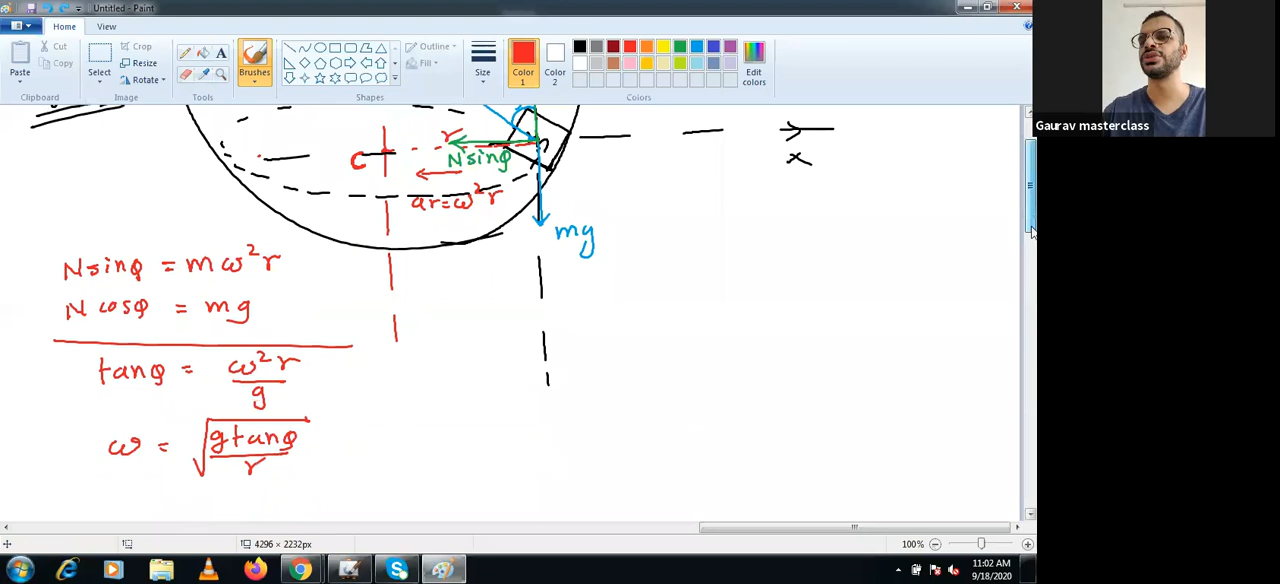 Untitled - Paint
Home View
Paste
Cut
Copy
Clipboard
Select
Crop
Resize
Rotate
Image
Tools
Brushes
Shapes
Outline
Fill
Size
Color 1
Color 2
Colors
Edit colors
Gaurav masterclass
r
C
N sinθ
ar = ω²r
x
mg
N sinθ = mω²r
N cosθ = mg
tanθ = ω²r / g
ω = √(g tanθ / r)
4296 × 2232px
100%
11:02 AM
9/18/2020